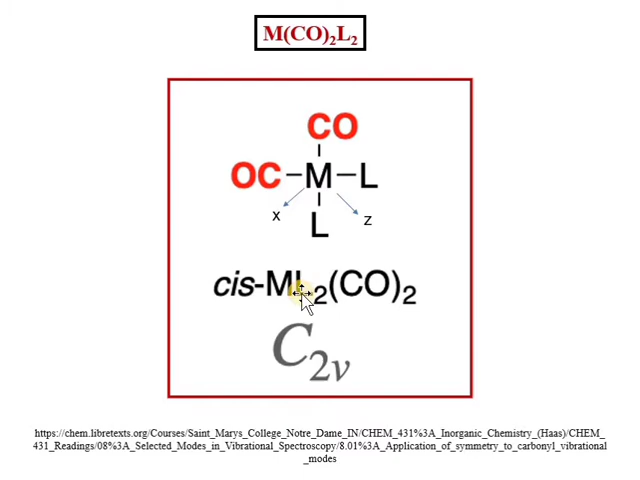 M(CO)₂L₂
CO
OC–M–L
x
L
z
cis-ML₂(CO)₂
C₂ᵥ
https://chem.libretexts.org/Courses/Saint_Marys_College_Notre_Dame_IN/CHEM_431%3A_Inorganic_Chemistry_(Haas)/CHEM_
431_Readings/08%3A_Selected_Modes_in_Vibrational_Spectroscopy/8.01%3A_Application_of_symmetry_to_carbonyl_vibrational
_modes